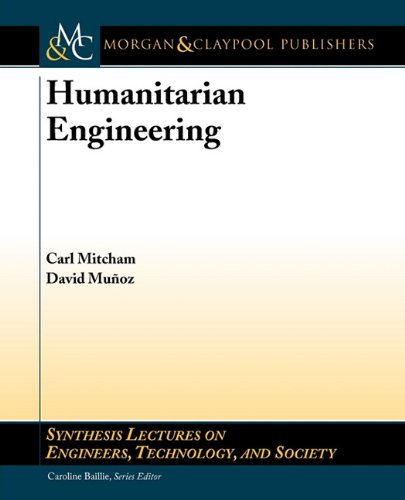 M&C MORGAN & CLAYPOOL PUBLISHERS
Humanitarian
Engineering
Carl Mitcham
David Muñoz
SYNTHESIS LECTURES ON
ENGINEERS, TECHNOLOGY, AND SOCIETY
Caroline Baillie, Series Editor